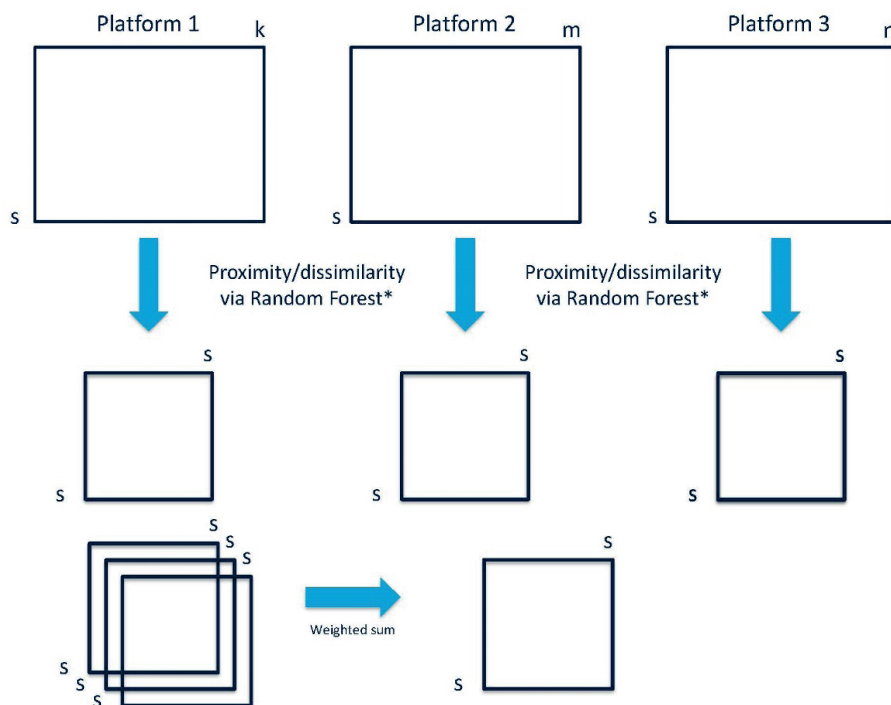 Platform 1
k
Platform 2
m
Platform 3
s
s
s
Proximity/dissimilarity
via Random Forest*
Proximity/dissimilarity
via Random Forest*
s
s
s
s
s
s
s
s
s
s
Weighted sum
s
s
s
s